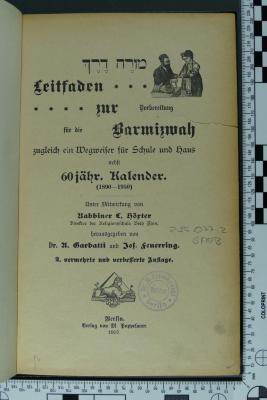 מורה דרך
Leitfaden . . .
. . . . zur Vorbereitung
für die Barmizwah
zugleich ein Wegweiser für Schule und Haus
nebst
60jähr. Kalender.
(1890—1950)
Unter Mitwirkung von
Rabbiner L. Hörter
Direktor der Religionsschule
herausgegeben von
Dr. A. Garbatti und Jos. Feuerring.
2. vermehrte und verbesserte Auflage.
Berlin.
Verlag von M. Poppelauer
COLORPOINT